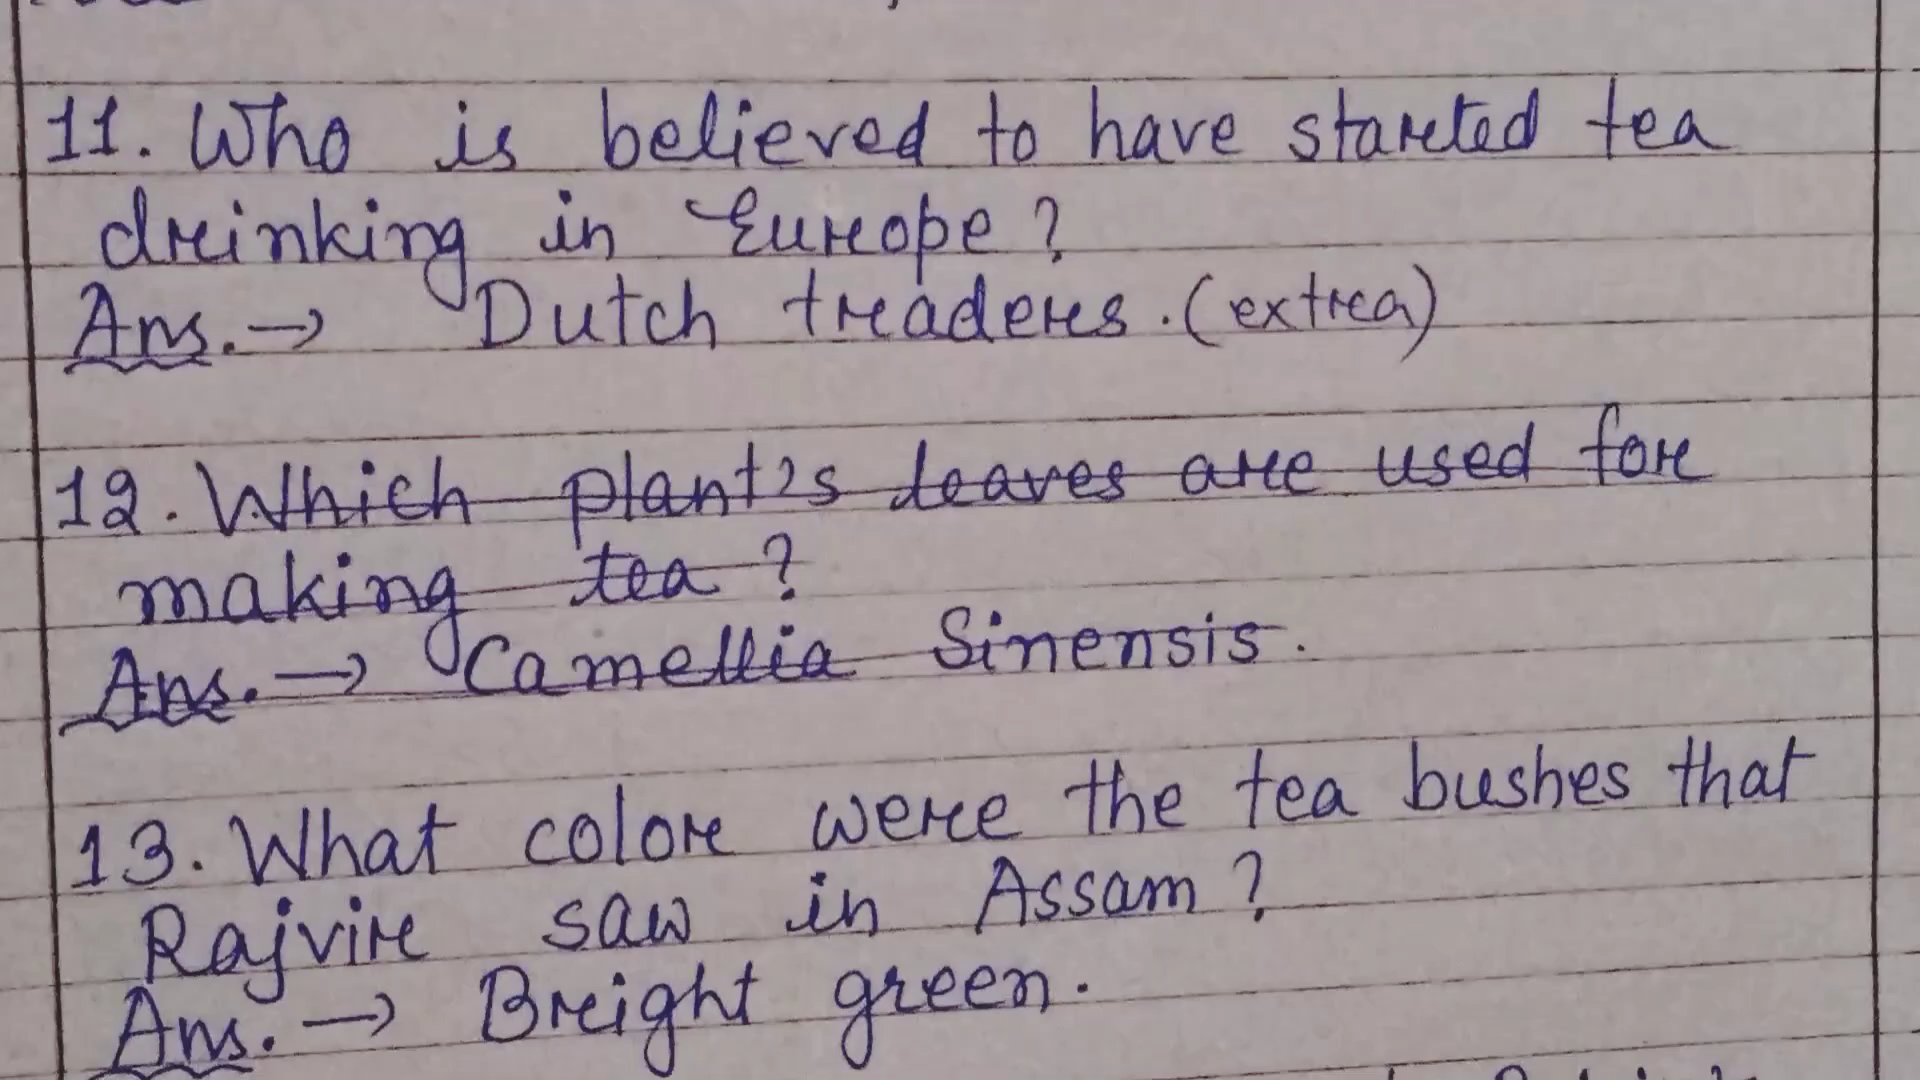 11. Who is believed to have started tea
drinking in Europe?
Ans. → Dutch traders. (extra)
12. Which plant's leaves are used for
making tea?
Ans. → Camellia Sinensis.
13. What color were the tea bushes that
Rajvir saw in Assam?
Ans. → Bright green.